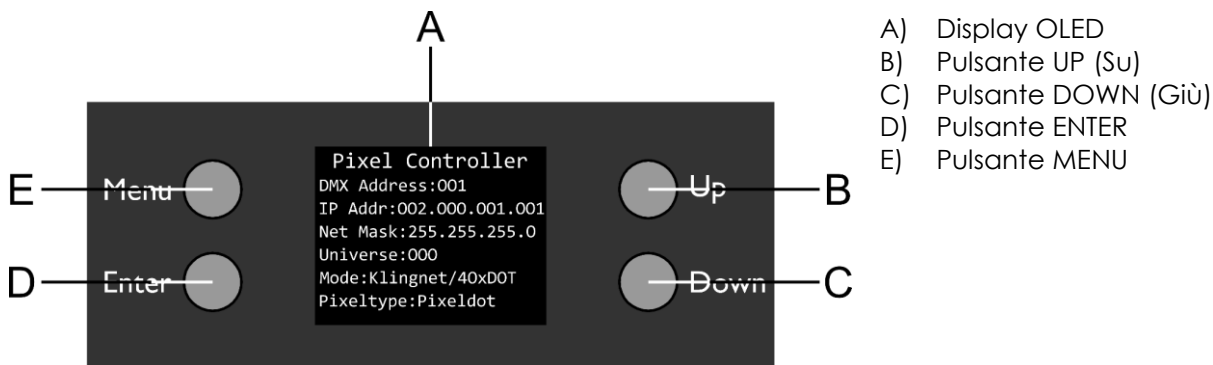 A
Pixel Controller
DMX Address:001
IP Addr:002.000.001.001
Net Mask:255.255.255.0
Universe:000
Mode:Klingnet/40xDOT
Pixeltype:Pixeldot
E Menu
D Enter
Up B
Down C
A) Display OLED
B) Pulsante UP (Su)
C) Pulsante DOWN (Giù)
D) Pulsante ENTER
E) Pulsante MENU